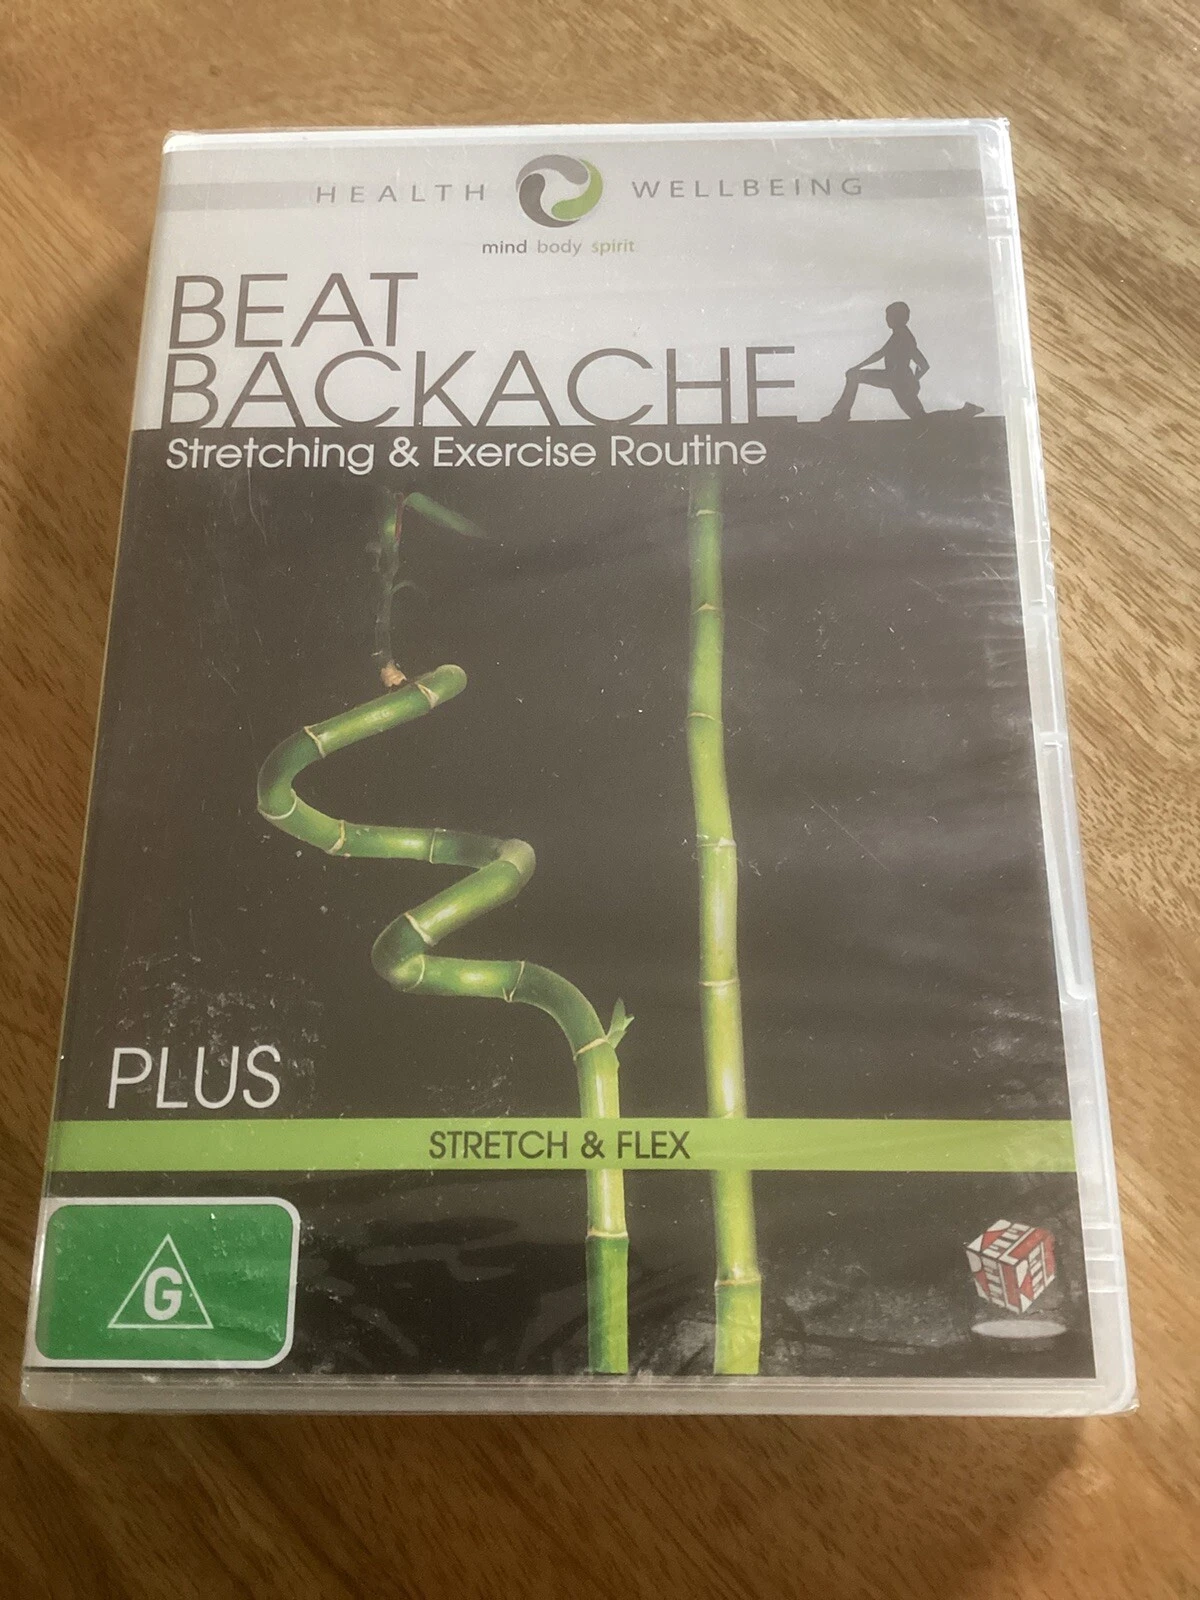 HEALTH WELLBEING
mind body spirit
BEAT
BACKACHE
Stretching & Exercise Routine
PLUS
STRETCH & FLEX
G